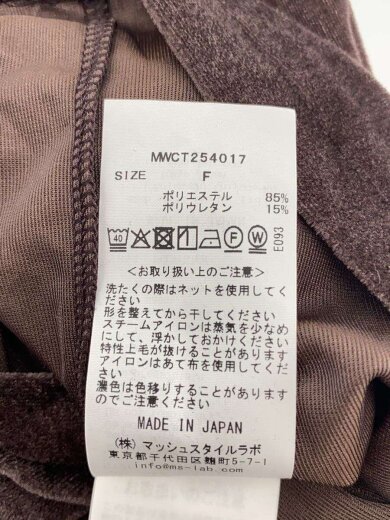 MWCT254017
SIZE F
ポリエステル 85%
ポリウレタン 15%
40 F W
E093
<お取り扱い上のご注意>
洗たくの際はネットを使用してく
ださい
形を整えてから干してください
スチームアイロンは蒸気を少なめ
にして、浮かしておかけください
特性上毛が抜けることがあります
アイロンはあて布を使用してくだ
さい
濃色は色移りすることがあります
のでご注意ください
MADE IN JAPAN
(株) マッシュスタイルラボ
東京都千代田区麹町5-7-1
info@ms-lab.com